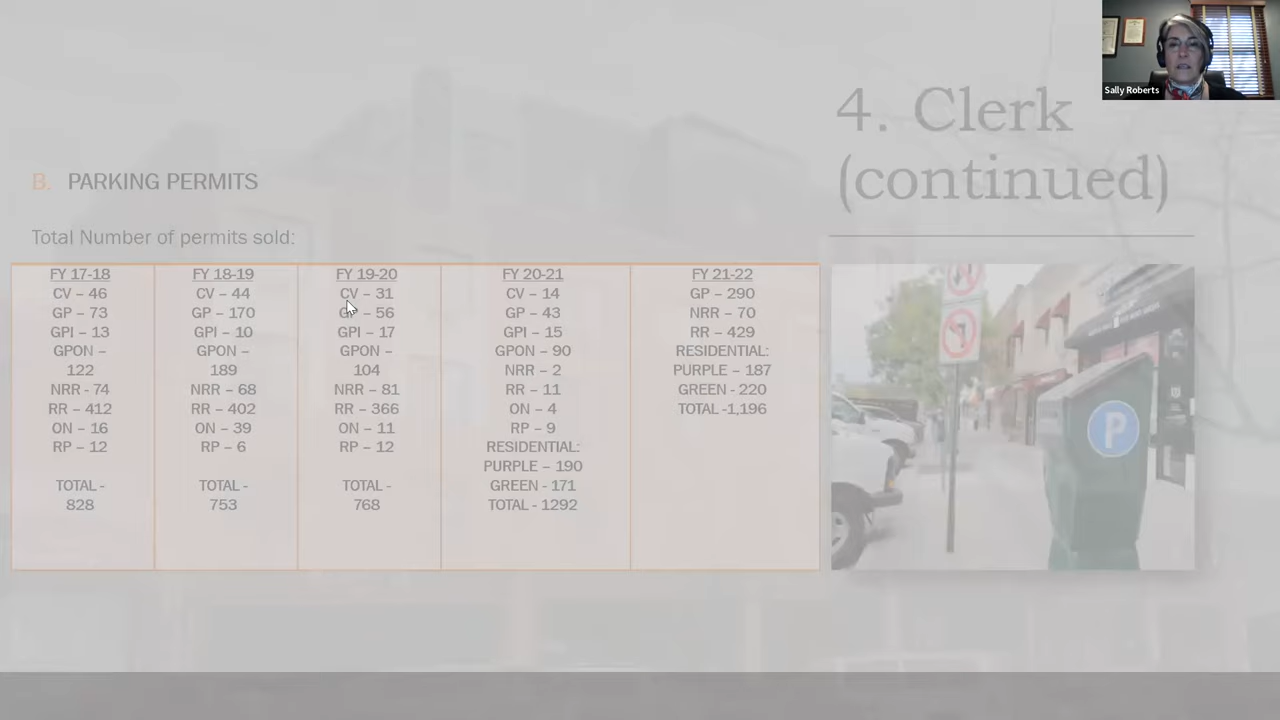 Sally Roberts
4. Clerk
(continued)
B. PARKING PERMITS
Total Number of permits sold:
FY 17-18
CV – 46
GP – 73
GPI – 13
GPON –
122
NRR - 74
RR – 412
ON – 16
RP – 12
TOTAL -
828
FY 18-19
CV – 44
GP – 170
GPI – 10
GPON –
189
NRR – 68
RR – 402
ON – 39
RP – 6
TOTAL -
753
FY 19-20
CV – 31
GP – 56
GPI – 17
GPON –
104
NRR – 81
RR – 366
ON – 11
RP – 12
TOTAL -
768
FY 20-21
CV – 14
GP – 43
GPI – 15
GPON – 90
NRR – 2
RR – 11
ON – 4
RP – 9
RESIDENTIAL:
PURPLE – 190
GREEN - 171
TOTAL - 1292
FY 21-22
GP – 290
NRR – 70
RR – 429
RESIDENTIAL:
PURPLE – 187
GREEN - 220
TOTAL -1,196
P